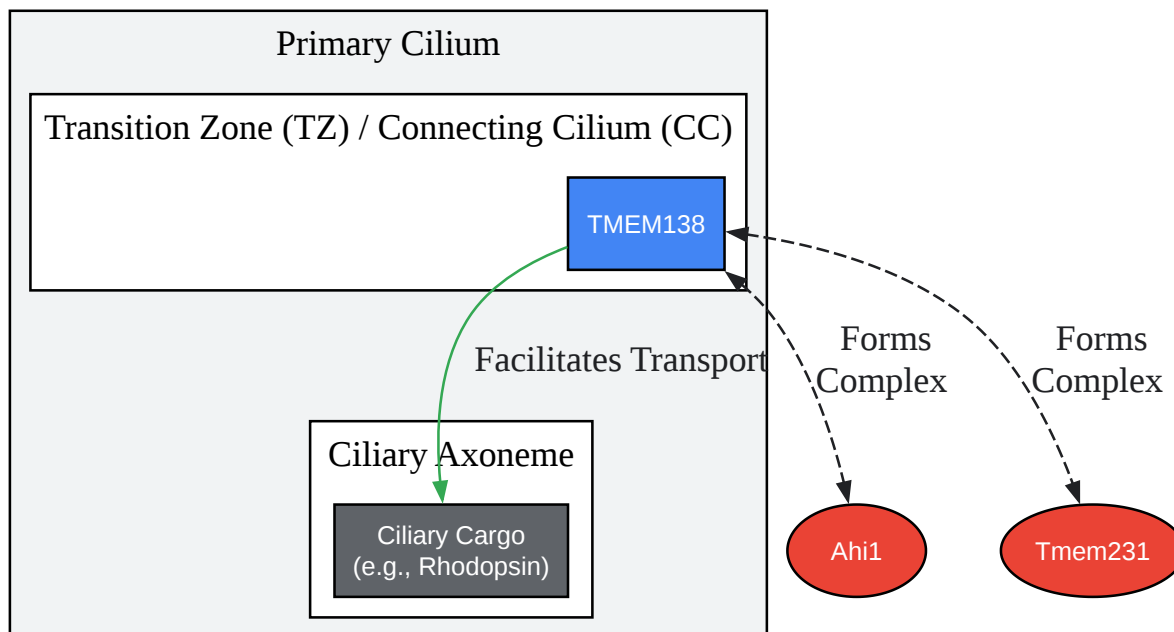 Primary Cilium
Transition Zone (TZ) / Connecting Cilium (CC)
TMEM138
Facilitates Transport
Forms
Complex
Forms
Complex
Ciliary Axoneme
Ciliary Cargo
(e.g., Rhodopsin)
Ahi1
Tmem231